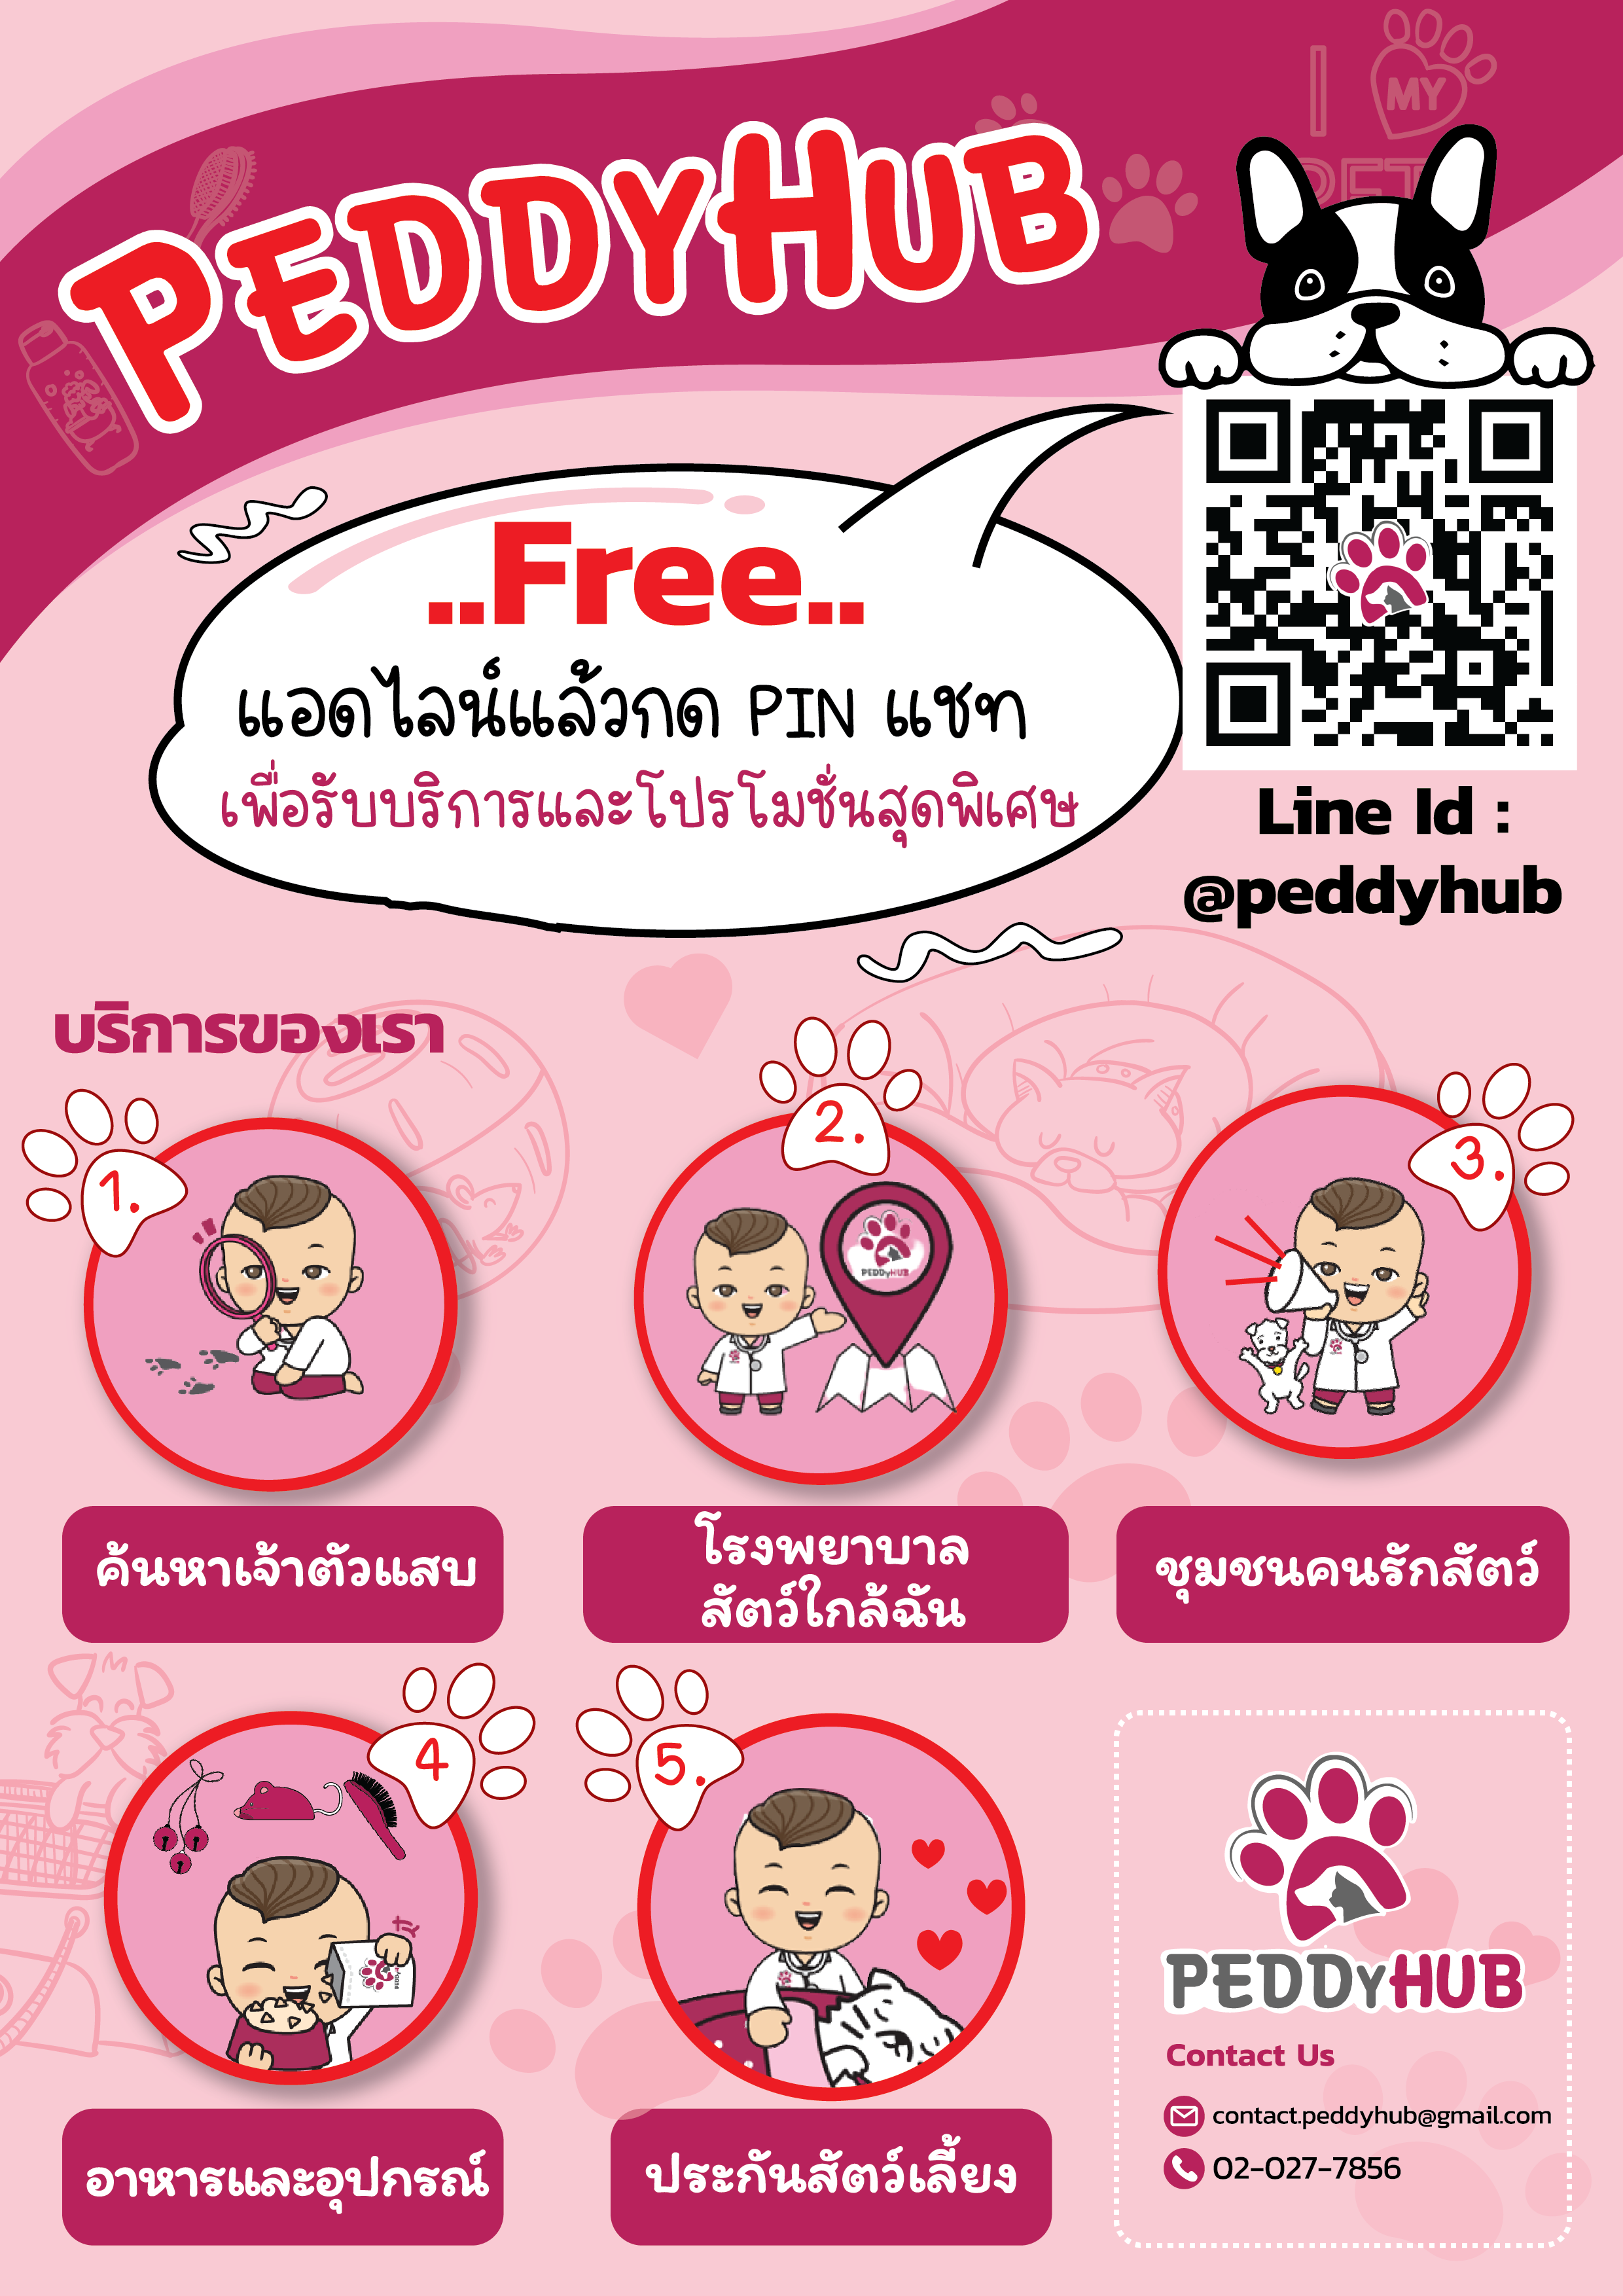 I MY
PET
PEDDyHUB
..Free..
แอดไลน์แล้วกด PIN แชท
เพื่อรับบริการและโปรโมชั่นสุดพิเศษ
Line Id :
@peddyhub
บริการของเรา
1.
2.
3.
PEDDyHUB
ค้นหาเจ้าตัวแสบ
โรงพยาบาล
สัตว์ใกล้ฉัน
ชุมชนคนรักสัตว์
4
5.
อาหารและอุปกรณ์
ประกันสัตว์เลี้ยง
PEDDyHUB
Contact Us
contact.peddyhub@gmail.com
02-027-7856